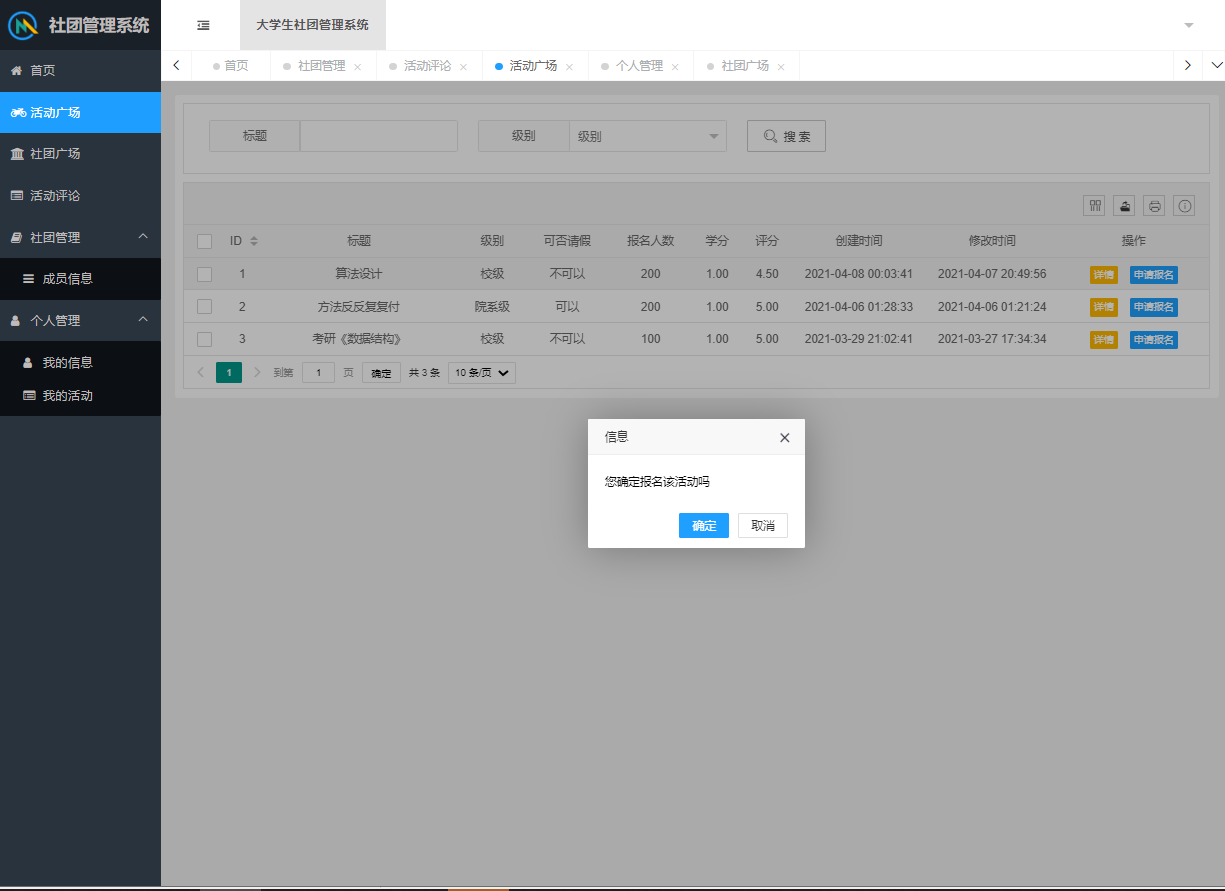 社团管理系统
大学生社团管理系统
首页
社团管理
活动评论
活动广场
个人管理
社团广场
首页
活动广场
社团广场
活动评论
社团管理
成员信息
个人管理
我的信息
我的活动
标题
级别 级别
搜 索
ID 标题 级别 可否请假 报名人数 学分 评分 创建时间 修改时间 操作
1 算法设计 校级 不可以 200 1.00 4.50 2021-04-08 00:03:41 2021-04-07 20:49:56 详情 申请报名
2 方法反反复复付 院系级 可以 200 1.00 5.00 2021-04-06 01:28:33 2021-04-06 01:21:24 详情 申请报名
3 考研《数据结构》 校级 不可以 100 1.00 5.00 2021-03-29 21:02:41 2021-03-27 17:34:34 详情 申请报名
1 到第 1 页 确定 共 3 条 10 条/页
信息
您确定报名该活动吗
确定 取消